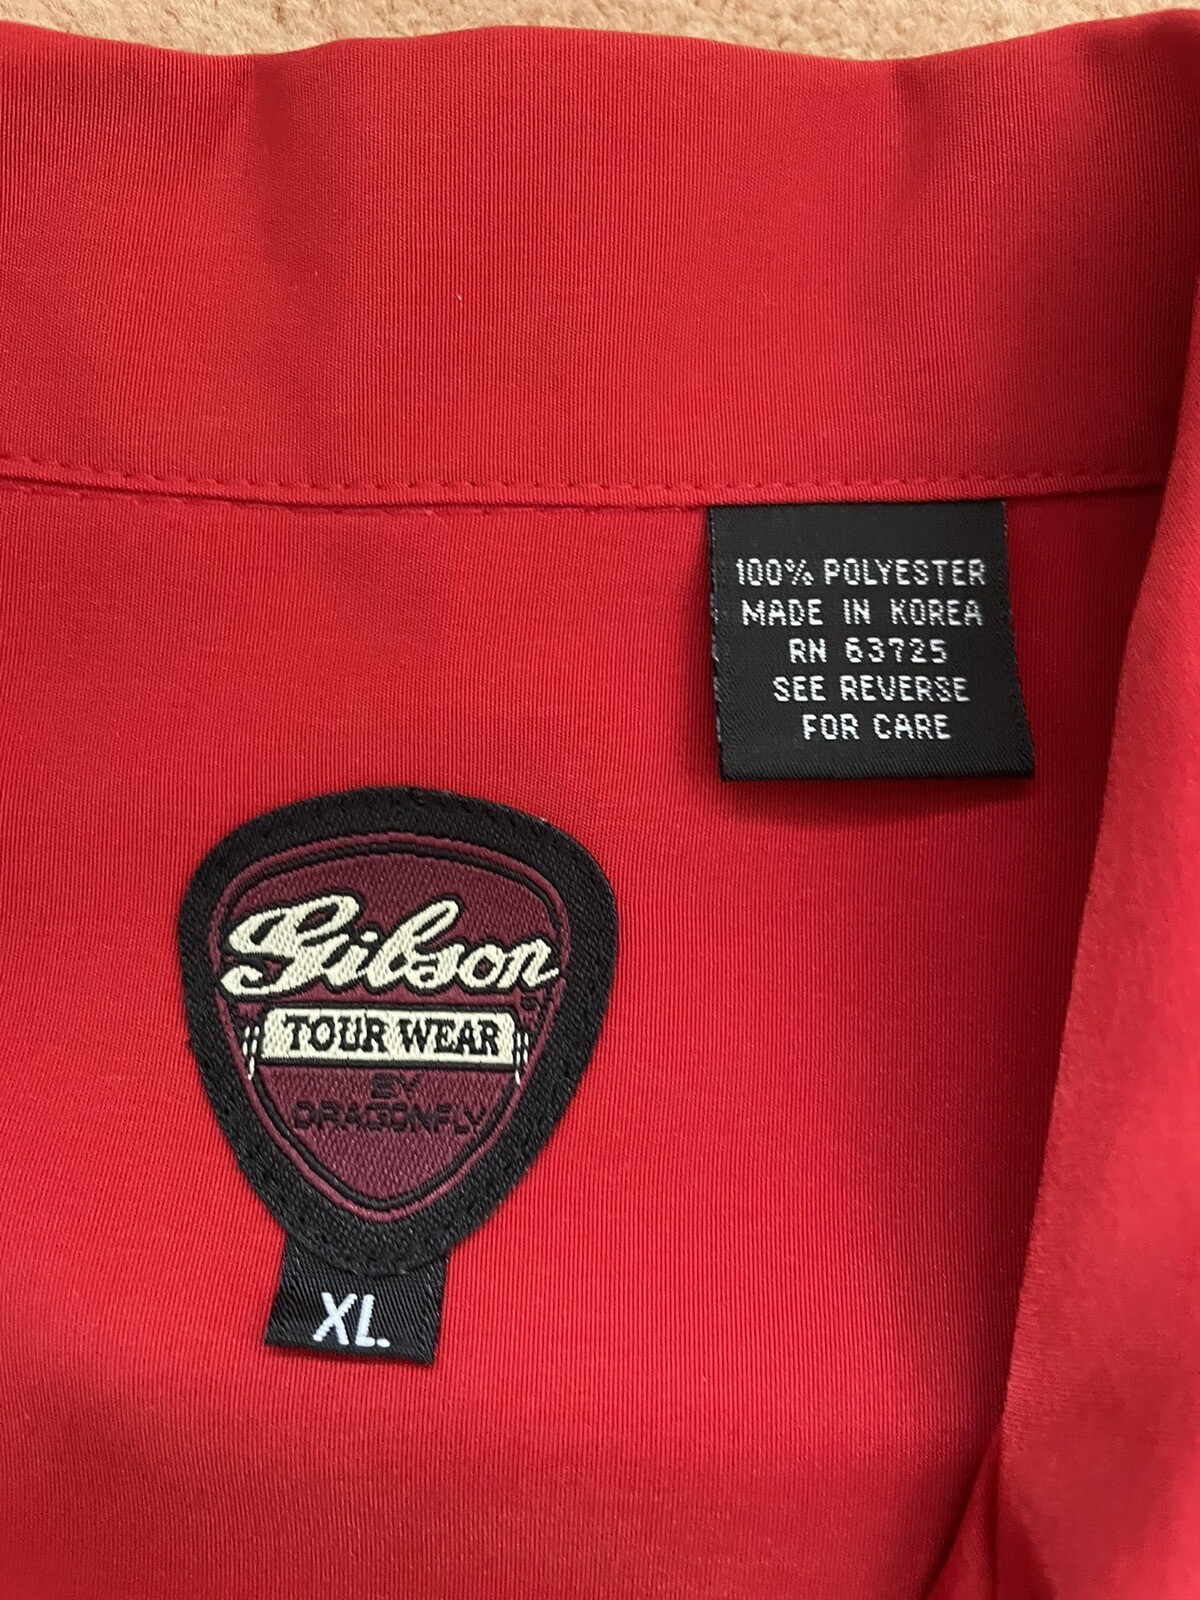 100% POLYESTER
MADE IN KOREA
RN 63725
SEE REVERSE
FOR CARE
Gibson
TOUR WEAR
BY
DRAGONFLY
XL.